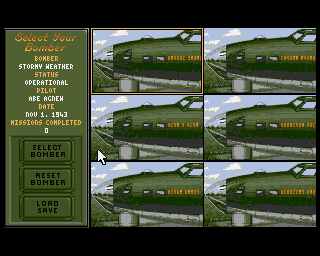 Select Your
Bomber
BOMBER
STORMY WEATHER
STATUS
OPERATIONAL
PILOT
ABE AGNEW
DATE
NOV 1, 1943
MISSIONS COMPLETED
0
SELECT
BOMBER
RESET
BOMBER
LOAD
SAVE